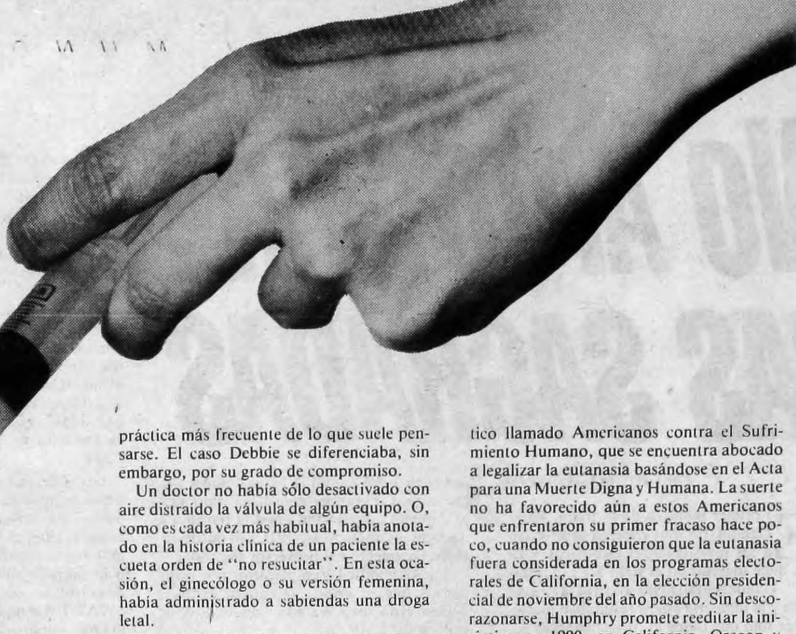 práctica más frecuente de lo que suele pen-
sarse. El caso Debbie se diferenciaba, sin
embargo, por su grado de compromiso.
Un doctor no había sólo desactivado con
aire distraído la válvula de algún equipo. O,
como es cada vez más habitual, había anota-
do en la historia clínica de un paciente la es-
cueta orden de "no resucitar". En esta oca-
sión, el ginecólogo o su versión femenina,
había administrado a sabiendas una droga
letal.
tico llamado Americanos contra el Sufri-
miento Humano, que se encuentra abocado
a legalizar la eutanasia basándose en el Acta
para una Muerte Digna y Humana. La suerte
no ha favorecido aún a estos Americanos
que enfrentaron su primer fracaso hace po-
co, cuando no consiguieron que la eutanasia
fuera considerada en los programas electo-
rales de California, en la elección presiden-
cial de noviembre del año pasado. Sin desco-
razonarse, Humphry promete reeditar la ini-